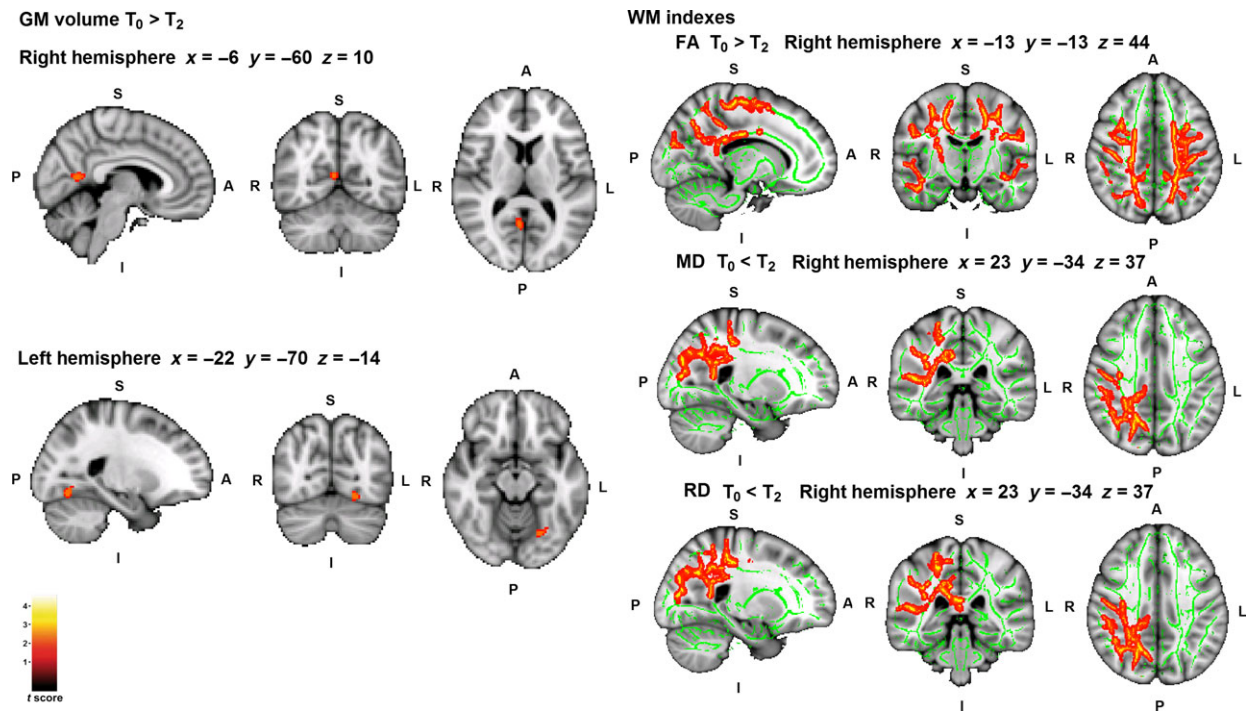 GM volume T₀ > T₂
Right hemisphere x = –6 y = –60 z = 10
S
P
A
I
S
R
L
I
A
R
L
P
Left hemisphere x = –22 y = –70 z = –14
S
P
A
I
S
R
L
I
A
R
L
P
4
3
2
1
t score
WM indexes
FA T₀ > T₂ Right hemisphere x = –13 y = –13 z = 44
S
P
A
I
S
R
L
I
A
R
L
P
MD T₀ < T₂ Right hemisphere x = 23 y = –34 z = 37
S
P
A
I
S
R
L
I
A
R
L
P
RD T₀ < T₂ Right hemisphere x = 23 y = –34 z = 37
S
P
A
I
S
R
L
I
A
R
L
P